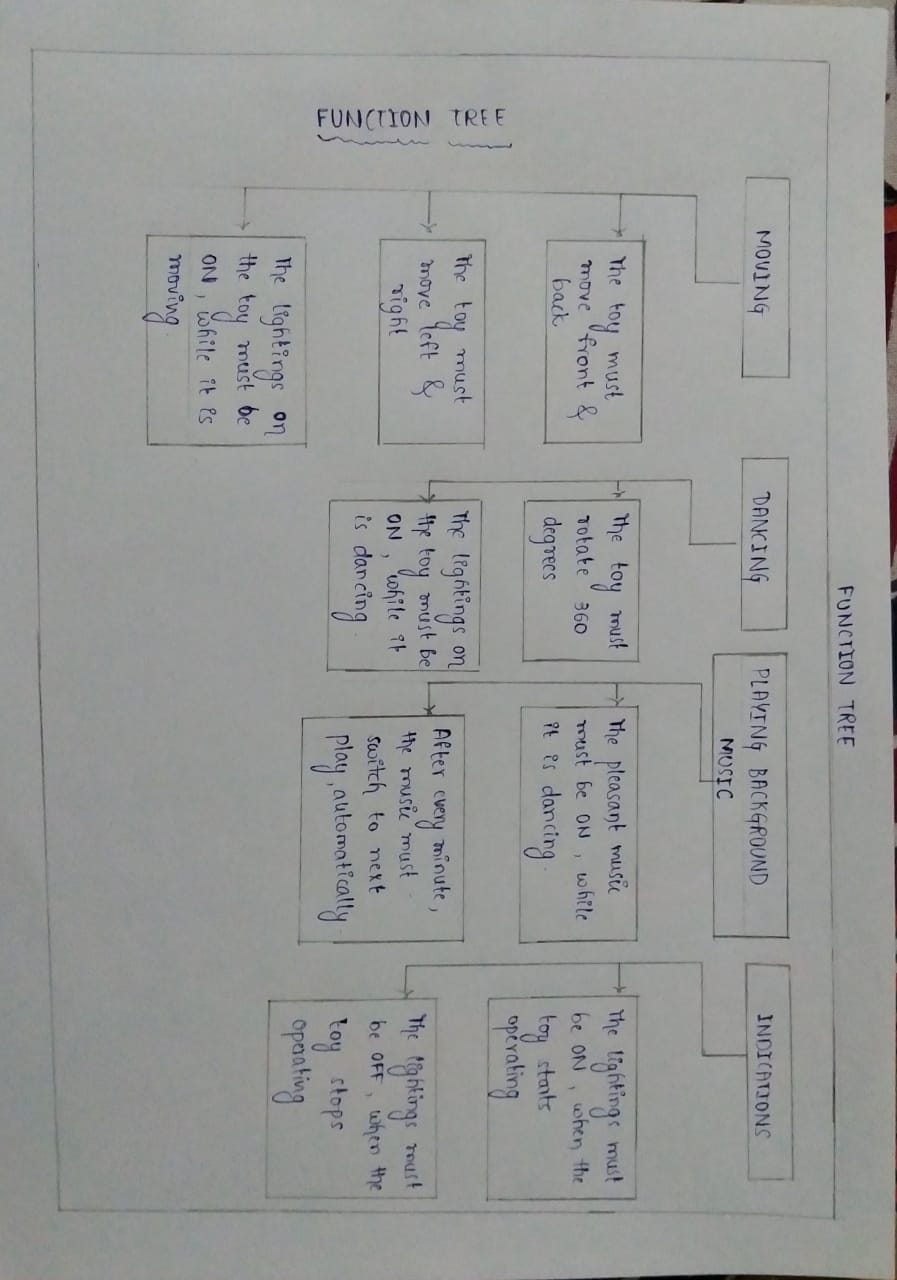 FUNCTION TREE
MOVING
The toy must
move front &
back
The toy must
move left &
right
The lightings on
the toy must be
ON, while it is
moving.
DANCING
The toy must
rotate 360
degrees
The lightings on
the toy must be
ON, while it
is dancing.
PLAYING BACKGROUND
MUSIC
The pleasant music
must be ON, while
it is dancing.
After every minute,
the music must
switch to next
play, automatically.
INDICATIONS
The lightings must
be ON, when the
toy starts
operating
The lightings must
be OFF, when the
toy stops
operating
FUNCTION TREE